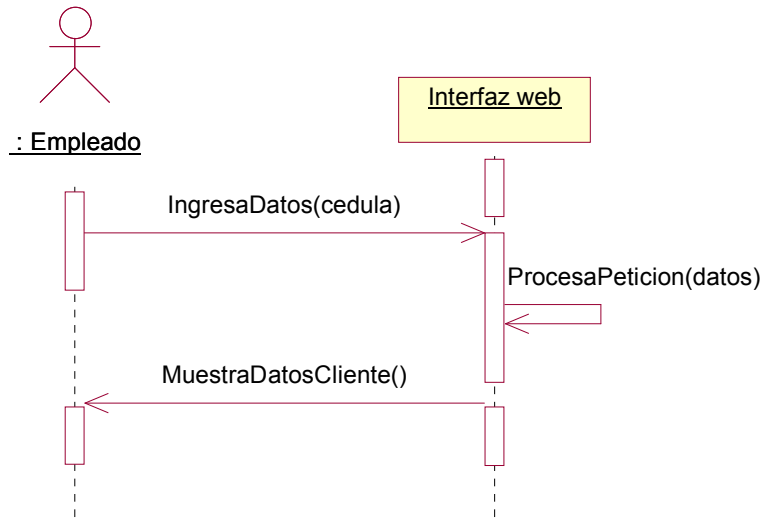 Interfaz web
: Empleado
IngresaDatos(cedula)
ProcesaPeticion(datos)
MuestraDatosCliente()